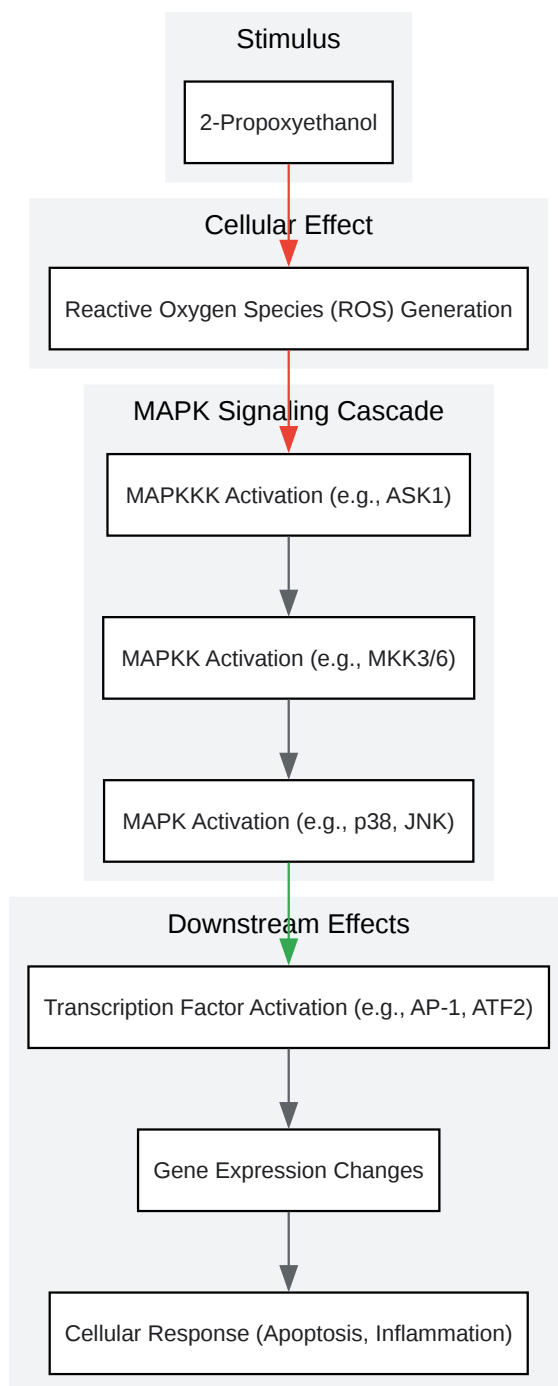 Stimulus
2-Propoxyethanol
Cellular Effect
Reactive Oxygen Species (ROS) Generation
MAPK Signaling Cascade
MAPKKK Activation (e.g., ASK1)
MAPKK Activation (e.g., MKK3/6)
MAPK Activation (e.g., p38, JNK)
Downstream Effects
Transcription Factor Activation (e.g., AP-1, ATF2)
Gene Expression Changes
Cellular Response (Apoptosis, Inflammation)